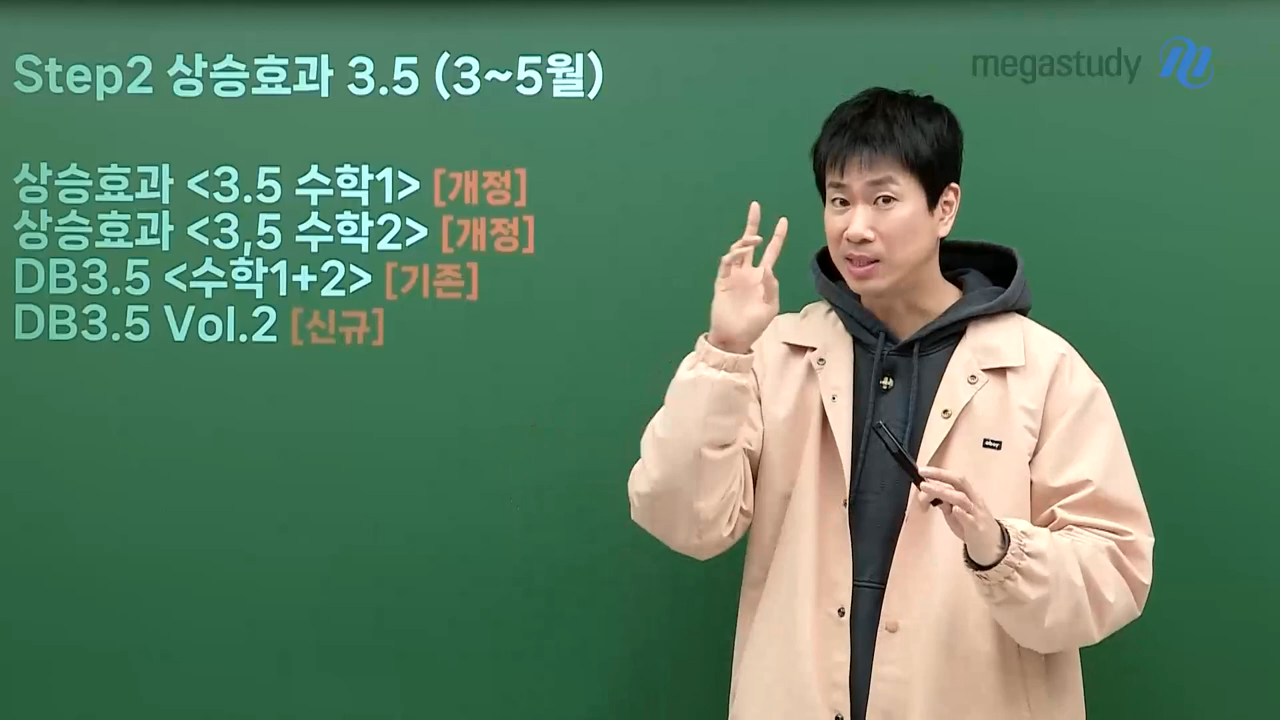 Step2 상승효과 3.5 (3~5월)
megastudy
상승효과 <3.5 수학1> [개정]
상승효과 <3,5 수학2> [개정]
DB3.5 <수학1+2> [기존]
DB3.5 Vol.2 [신규]